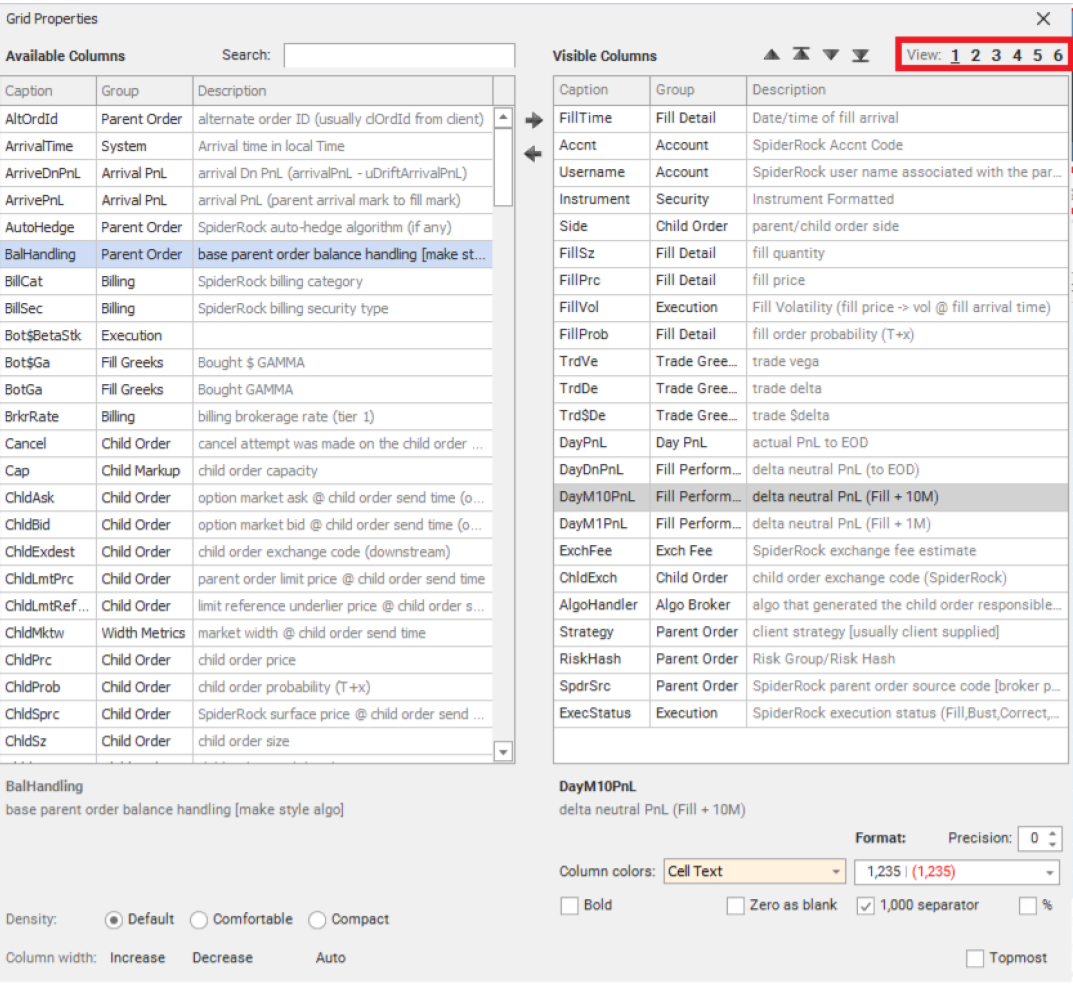 Grid Properties
Available Columns Search:
Caption Group Description
AltOrdId Parent Order alternate order ID (usually clOrdId from client)
ArrivalTime System Arrival time in local Time
ArriveDnPnL Arrival PnL arrival Dn PnL (arrivalPnL - uDriftArrivalPnL)
ArrivePnL Arrival PnL arrival PnL (parent arrival mark to fill mark)
AutoHedge Parent Order SpiderRock auto-hedge algorithm (if any)
BalHandling Parent Order base parent order balance handling [make st...
BillCat Billing SpiderRock billing category
BillSec Billing SpiderRock billing security type
Bot$BetaStk Execution
Bot$Ga Fill Greeks Bought $ GAMMA
BotGa Fill Greeks Bought GAMMA
BrkrRate Billing billing brokerage rate (tier 1)
Cancel Child Order cancel attempt was made on the child order ...
Cap Child Markup child order capacity
ChldAsk Child Order option market ask @ child order send time (o...
ChldBid Child Order option market bid @ child order send time (o...
ChldExdest Child Order child order exchange code (downstream)
ChldLmtPrc Child Order parent order limit price @ child order send time
ChldLmtRef... Child Order limit reference underlier price @ child order s...
ChldMktw Width Metrics market width @ child order send time
ChldPrc Child Order child order price
ChldProb Child Order child order probability (T+x)
ChldSprc Child Order SpiderRock surface price @ child order send ...
ChldSz Child Order child order size
BalHandling
base parent order balance handling [make style algo]
Density: Default Comfortable Compact
Column width: Increase Decrease Auto
Visible Columns View: 1 2 3 4 5 6
Caption Group Description
FillTime Fill Detail Date/time of fill arrival
Accnt Account SpiderRock Accnt Code
Username Account SpiderRock user name associated with the par...
Instrument Security Instrument Formatted
Side Child Order parent/child order side
FillSz Fill Detail fill quantity
FillPrc Fill Detail fill price
FillVol Execution Fill Volatility (fill price -> vol @ fill arrival time)
FillProb Fill Detail fill order probability (T+x)
TrdVe Trade Gree... trade vega
TrdDe Trade Gree... trade delta
Trd$De Trade Gree... trade $delta
DayPnL Day PnL actual PnL to EOD
DayDnPnL Fill Perform... delta neutral PnL (to EOD)
DayM10PnL Fill Perform... delta neutral PnL (Fill + 10M)
DayM1PnL Fill Perform... delta neutral PnL (Fill + 1M)
ExchFee Exch Fee SpiderRock exchange fee estimate
ChldExch Child Order child order exchange code (SpiderRock)
AlgoHandler Algo Broker algo that generated the child order responsible...
Strategy Parent Order client strategy [usually client supplied]
RiskHash Parent Order Risk Group/Risk Hash
SpdrSrc Parent Order SpiderRock parent order source code [broker p...
ExecStatus Execution SpiderRock execution status (Fill,Bust,Correct,...
DayM10PnL
delta neutral PnL (Fill + 10M)
Format: Precision: 0
Column colors: Cell Text 1,235 | (1,235)
Bold Zero as blank 1,000 separator %
Topmost